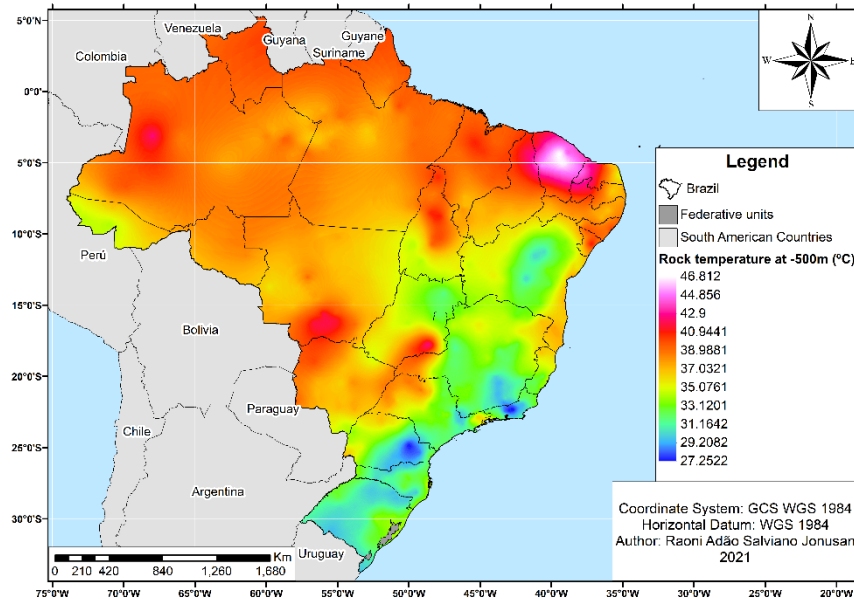 5°0'N
0°0'S
5°0'S
10°0'S
15°0'S
20°0'S
25°0'S
30°0'S
Venezuela
Colombia
Guyana
Guyane
Suriname
Perú
Bolivia
Paraguay
Chile
Argentina
Uruguay
N
W
E
S
Legend
Brazil
Federative units
South American Countries
Rock temperature at -500m (ºC)
46.812
44.856
42.9
40.9441
38.9881
37.0321
35.0761
33.1201
31.1642
29.2082
27.2522
Coordinate System: GCS WGS 1984
Horizontal Datum: WGS 1984
Author: Raoni Adão Salviano Jonusan
2021
Km
0 210 420 840 1,260 1,680
75°0'W 70°0'W 65°0'W 60°0'W 55°0'W 50°0'W 45°0'W 40°0'W 35°0'W 30°0'W 25°0'W 20°0'W